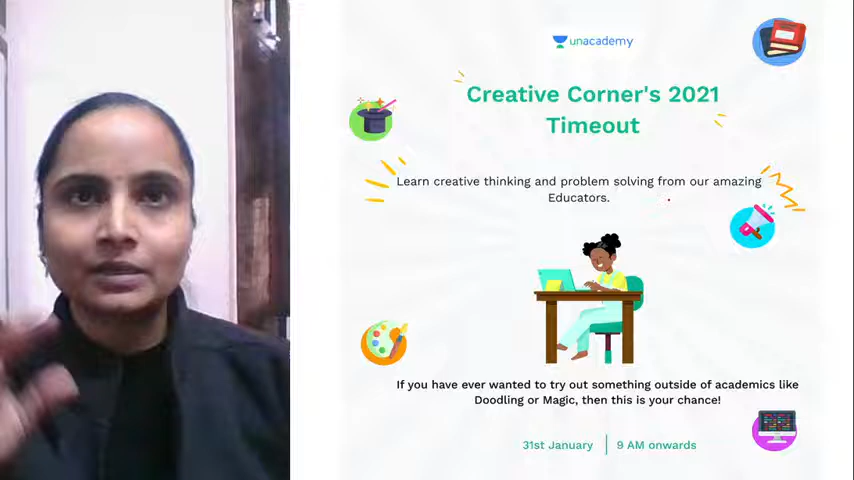 unacademy
Creative Corner's 2021
Timeout
Learn creative thinking and problem solving from our amazing
Educators.
If you have ever wanted to try out something outside of academics like
Doodling or Magic, then this is your chance!
31st January | 9 AM onwards